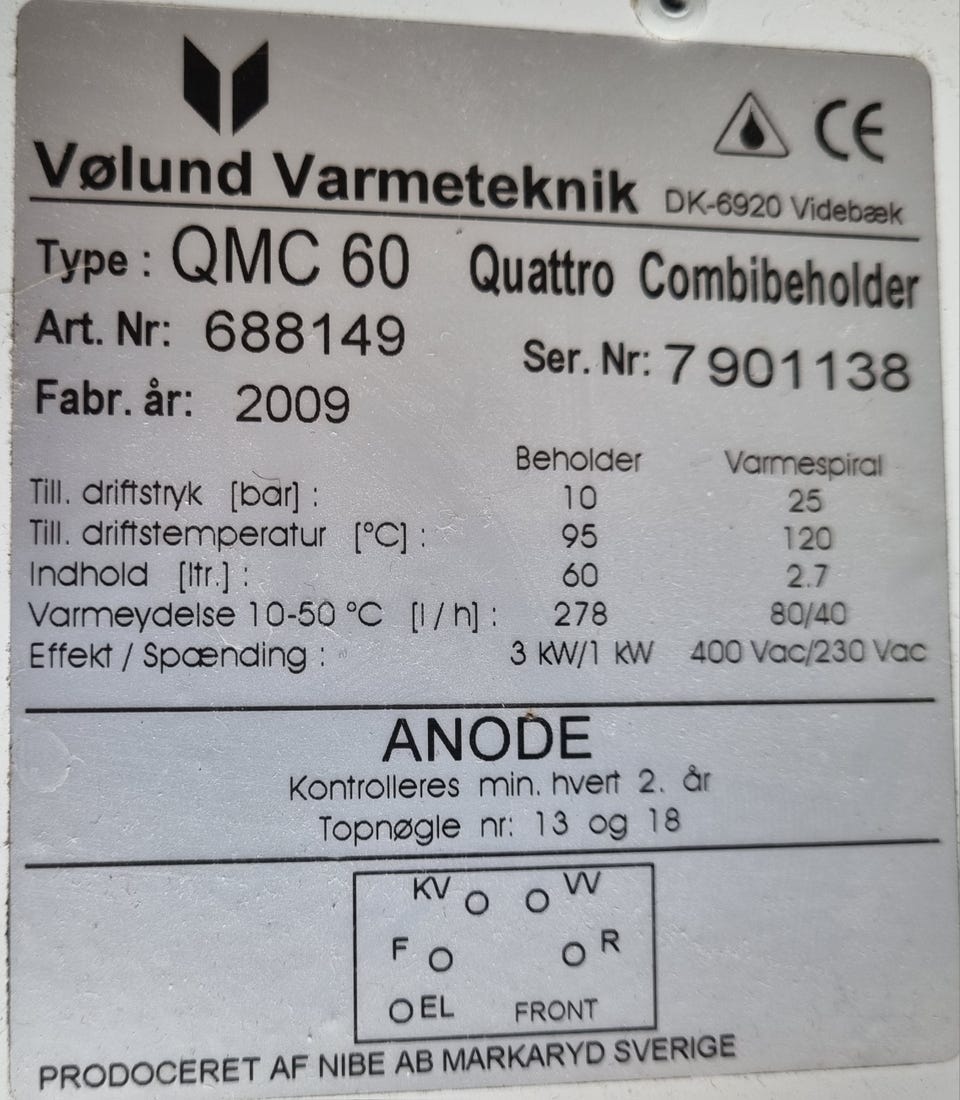 CE
Vølund Varmeteknik DK-6920 Videbæk
Type : QMC 60 Quattro Combibeholder
Art. Nr: 688149
Ser. Nr: 7 901138
Fabr. år: 2009
Beholder Varmespiral
Till. driftstryk [bar] : 10 25
Till. driftstemperatur [°C] : 95 120
Indhold [ltr.] : 60 2.7
Varmeydelse 10-50 °C [l / h] : 278 80/40
Effekt / Spænding : 3 KW/1 KW 400 Vac/230 Vac
ANODE
Kontrolleres min. hvert 2. år
Topnøgle nr: 13 og 18
KV VV
F R
EL FRONT
PRODOCERET AF NIBE AB MARKARYD SVERIGE